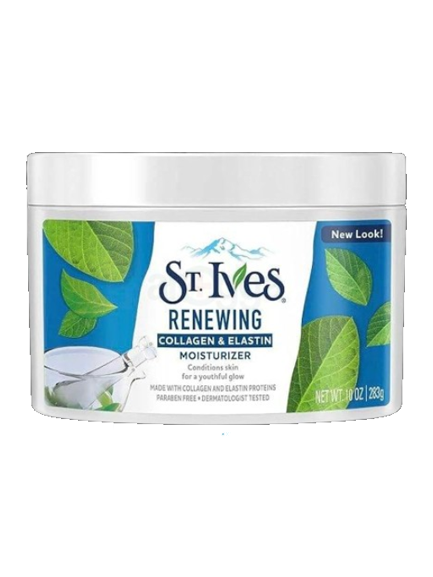 New Look!
ST. IVES®
RENEWING
COLLAGEN & ELASTIN
MOISTURIZER
Conditions skin
for a youthful glow
MADE WITH COLLAGEN AND ELASTIN PROTEINS
PARABEN FREE • DERMATOLOGIST TESTED
NET WT. 10 OZ | 283g